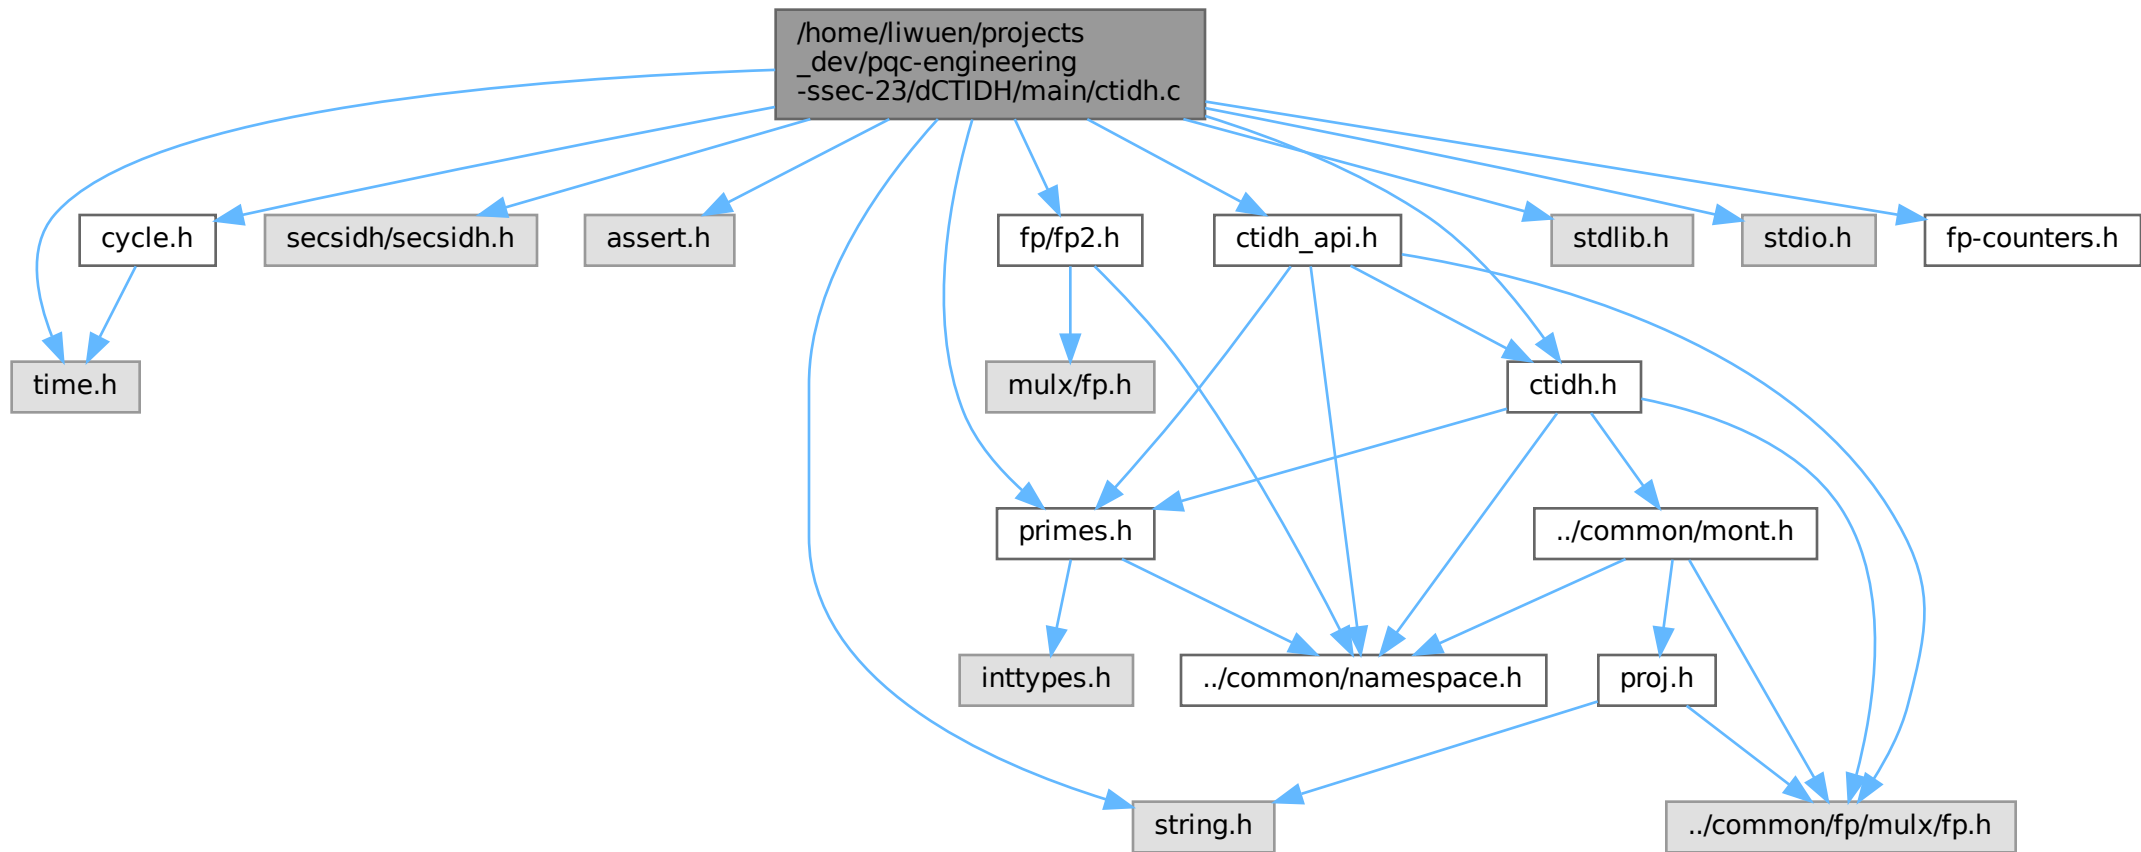 /home/liwuen/projects
_dev/pqc-engineering
-ssec-23/dCTIDH/main/ctidh.c
cycle.h
secsidh/secsidh.h
assert.h
fp/fp2.h
ctidh_api.h
stdlib.h
stdio.h
fp-counters.h
time.h
mulx/fp.h
ctidh.h
primes.h
../common/mont.h
inttypes.h
../common/namespace.h
proj.h
string.h
../common/fp/mulx/fp.h